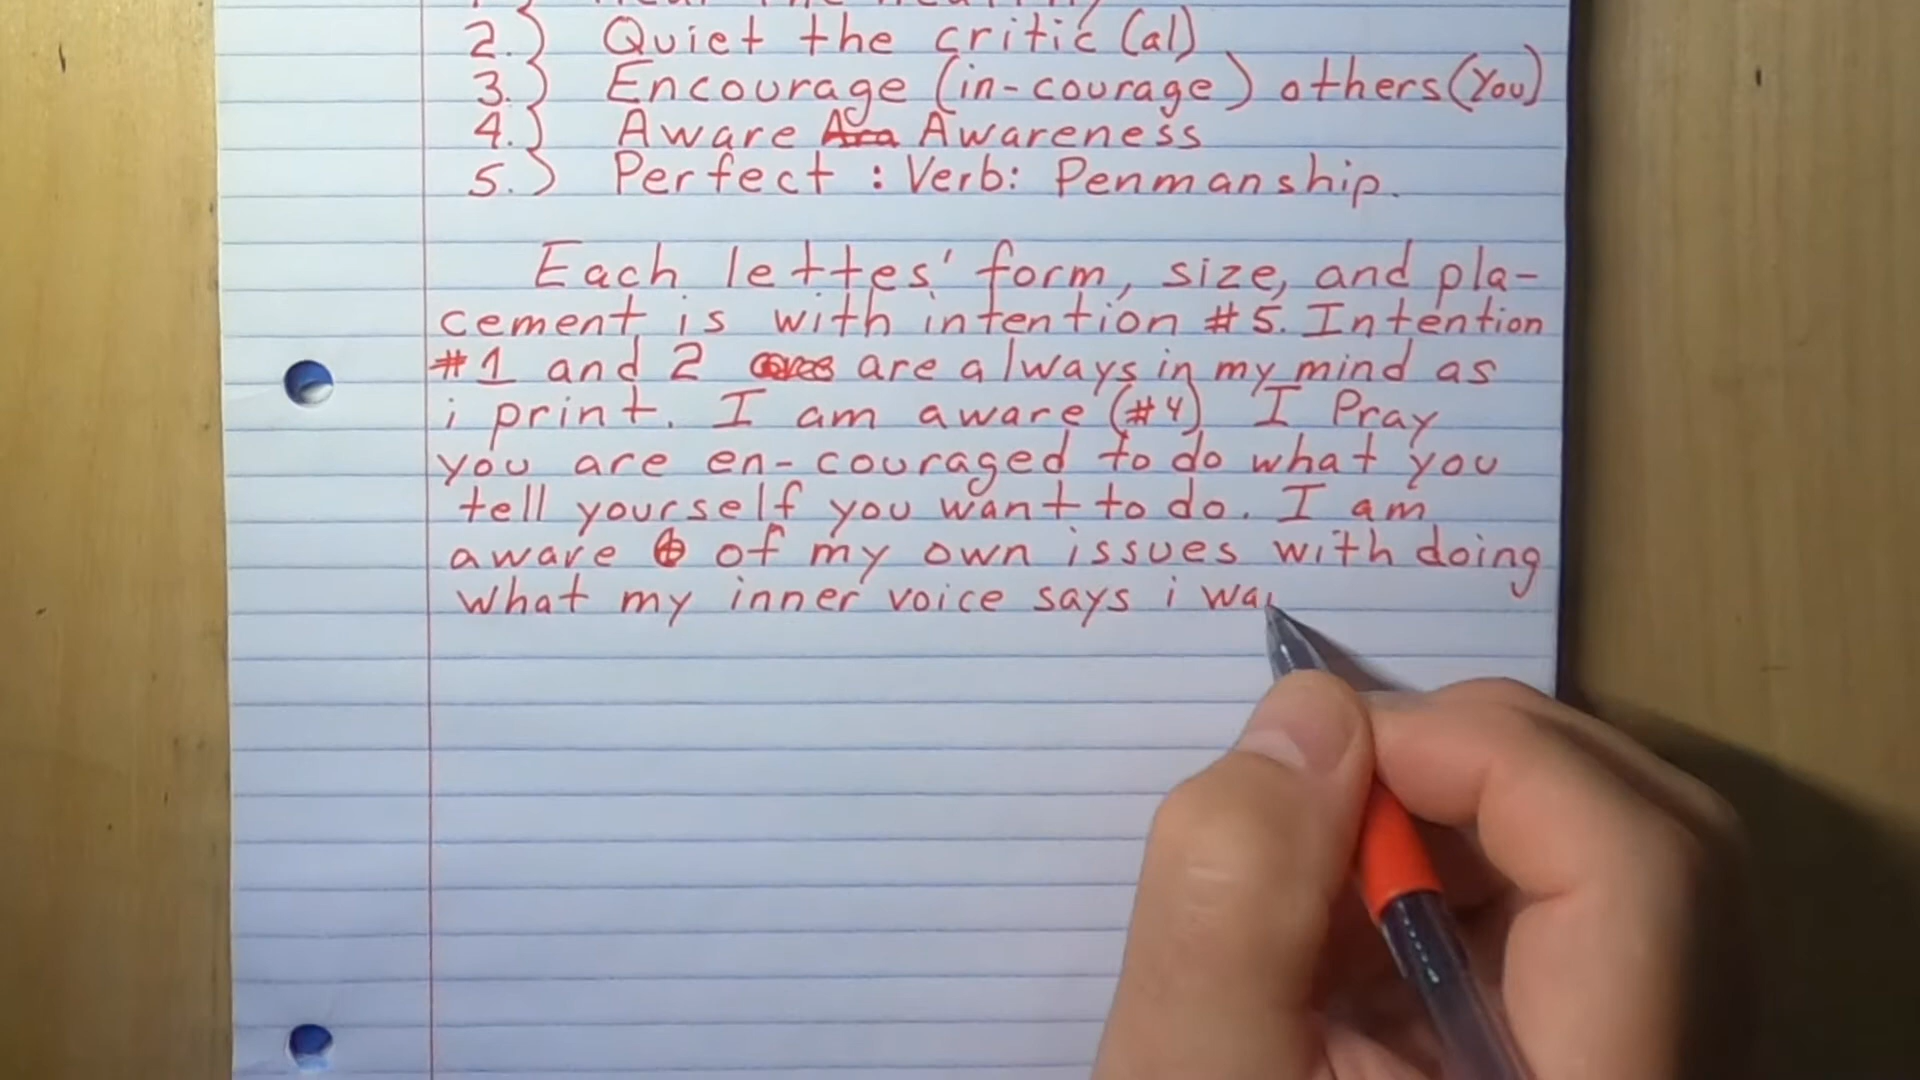 2.) Quiet the critic (al)
3.) Encourage (in-courage) others (You)
4.) Aware Awareness
5.) Perfect : Verb: Penmanship.
Each lettes' form, size, and pla-
cement is with intention #5. Intention
#1 and 2 are always in my mind as
i print. I am aware (#4) I Pray
you are en-couraged to do what you
tell yourself you want to do. I am
aware of my own issues with doing
what my inner voice says i wa